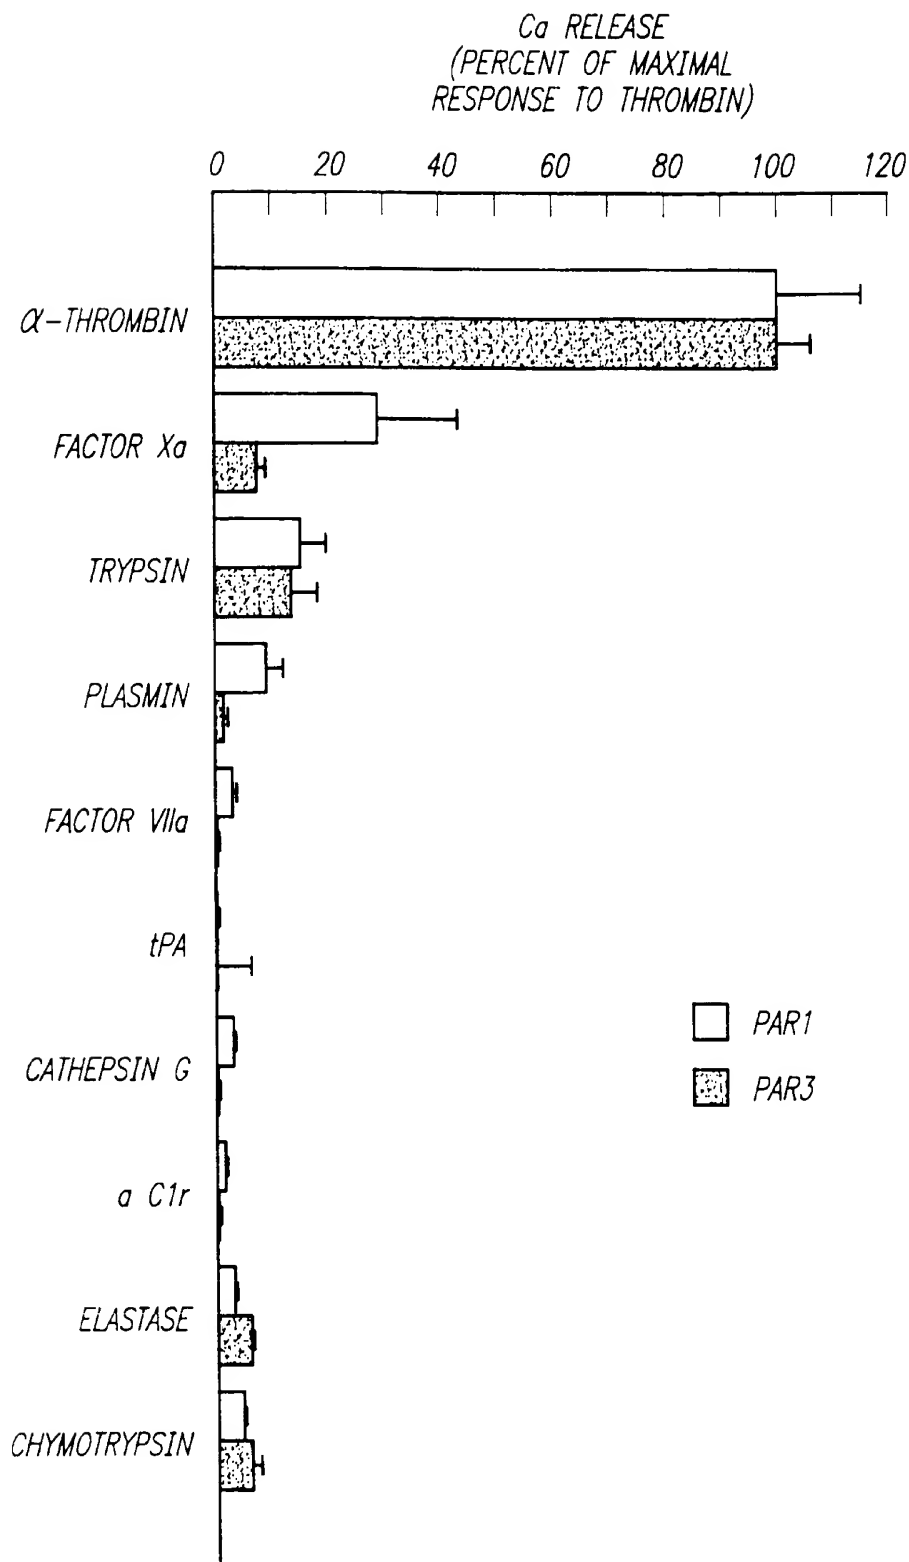 Ca RELEASE
(PERCENT OF MAXIMAL
RESPONSE TO THROMBIN)
0 20 40 60 80 100 120
α-THROMBIN
FACTOR Xa
TRYPSIN
PLASMIN
FACTOR VIIa
tPA
CATHEPSIN G
a C1r
ELASTASE
CHYMOTRYPSIN
PAR1
PAR3